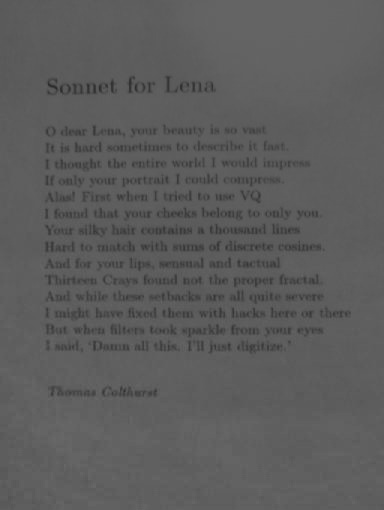 Sonnet for Lena
O dear Lena, your beauty is so vast
It is hard sometimes to describe it fast.
I thought the entire world I would impress
If only your portrait I could compress.
Alas! First when I tried to use VQ
I found that your cheeks belong to only you.
Your silky hair contains a thousand lines
Hard to match with sums of discrete cosines.
And for your lips, sensual and tactual
Thirteen Crays found not the proper fractal.
And while these setbacks are all quite severe
I might have fixed them with hacks here or there
But when filters took sparkle from your eyes
I said, 'Damn all this. I'll just digitize.'
Thomas Colthurst